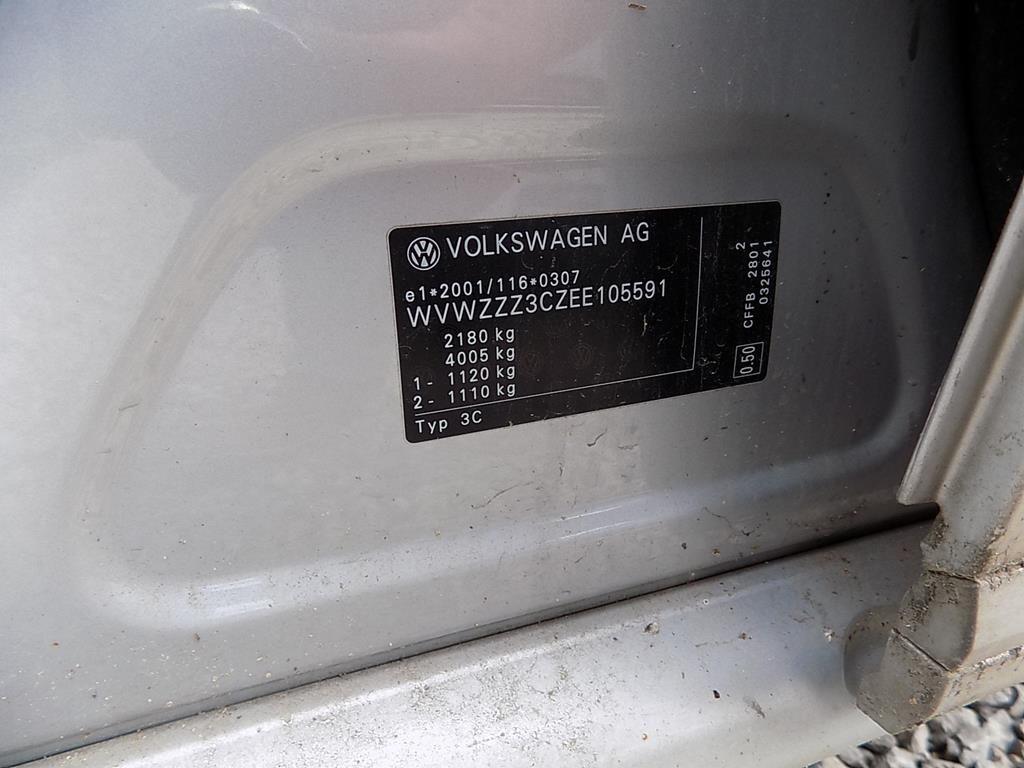 VOLKSWAGEN AG
e1*2001/116*0307
WVWZZZ3CZEE105591
2180 kg
4005 kg
1- 1120 kg
2- 1110 kg
Typ 3C
0.50
CFFB 2801 2
0325641